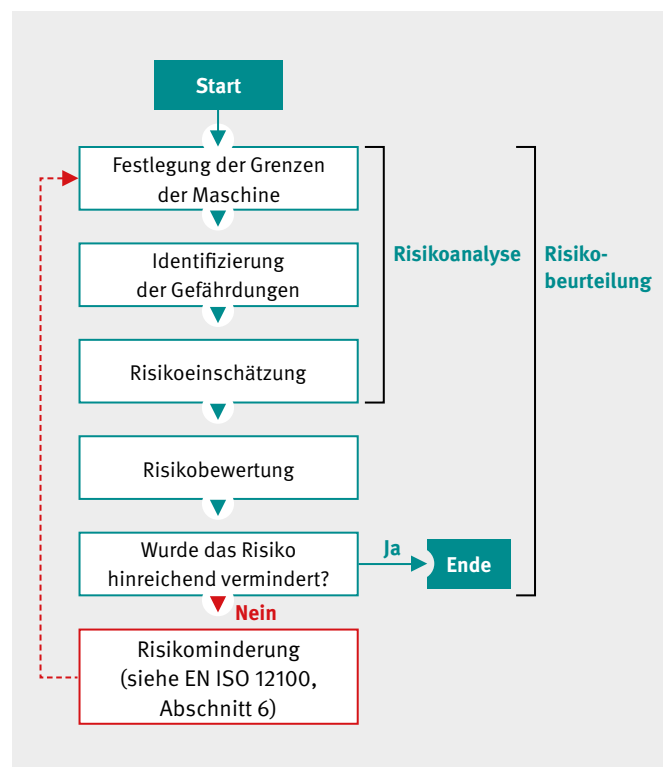 Start
Festlegung der Grenzen
der Maschine
Identifizierung
der Gefährdungen
Risikoanalyse
Risiko-
beurteilung
Risikoeinschätzung
Risikobewertung
Wurde das Risiko
hinreichend vermindert?
Ja
Ende
Nein
Risikominderung
(siehe EN ISO 12100,
Abschnitt 6)